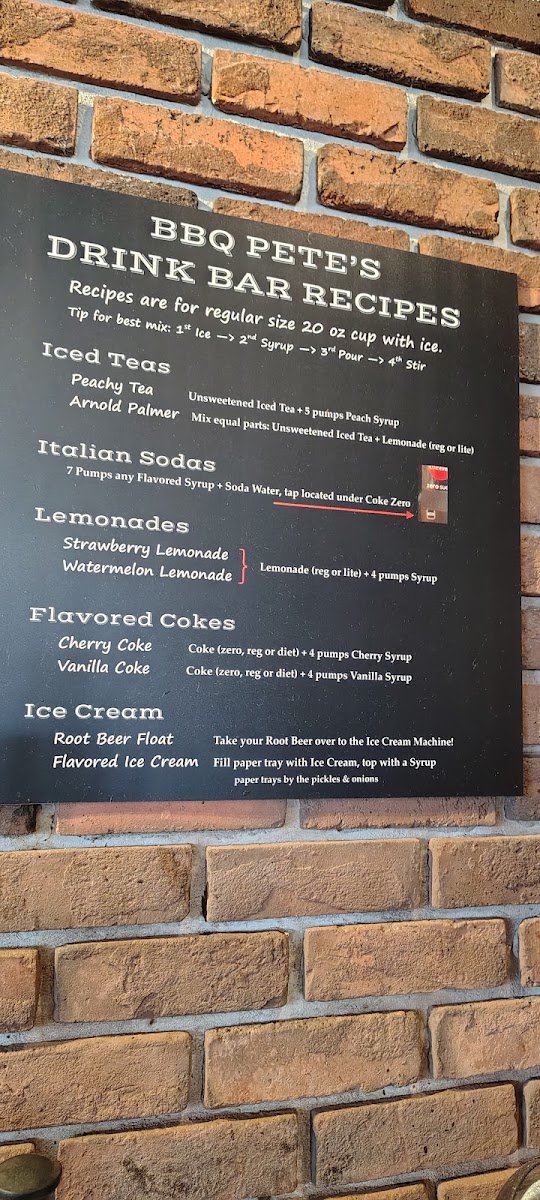 BBQ PETE'S
DRINK BAR RECIPES
Recipes are for regular size 20 oz cup with ice.
Tip for best mix: 1st Ice —> 2nd Syrup —> 3rd Pour —> 4th Stir
Iced Teas
Peachy Tea Unsweetened Iced Tea + 5 pumps Peach Syrup
Arnold Palmer Mix equal parts: Unsweetened Iced Tea + Lemonade (reg or lite)
Italian Sodas
7 Pumps any Flavored Syrup + Soda Water, tap located under Coke Zero
Lemonades
Strawberry Lemonade
Watermelon Lemonade } Lemonade (reg or lite) + 4 pumps Syrup
Flavored Cokes
Cherry Coke Coke (zero, reg or diet) + 4 pumps Cherry Syrup
Vanilla Coke Coke (zero, reg or diet) + 4 pumps Vanilla Syrup
Ice Cream
Root Beer Float Take your Root Beer over to the Ice Cream Machine!
Flavored Ice Cream Fill paper tray with Ice Cream, top with a Syrup
paper trays by the pickles & onions